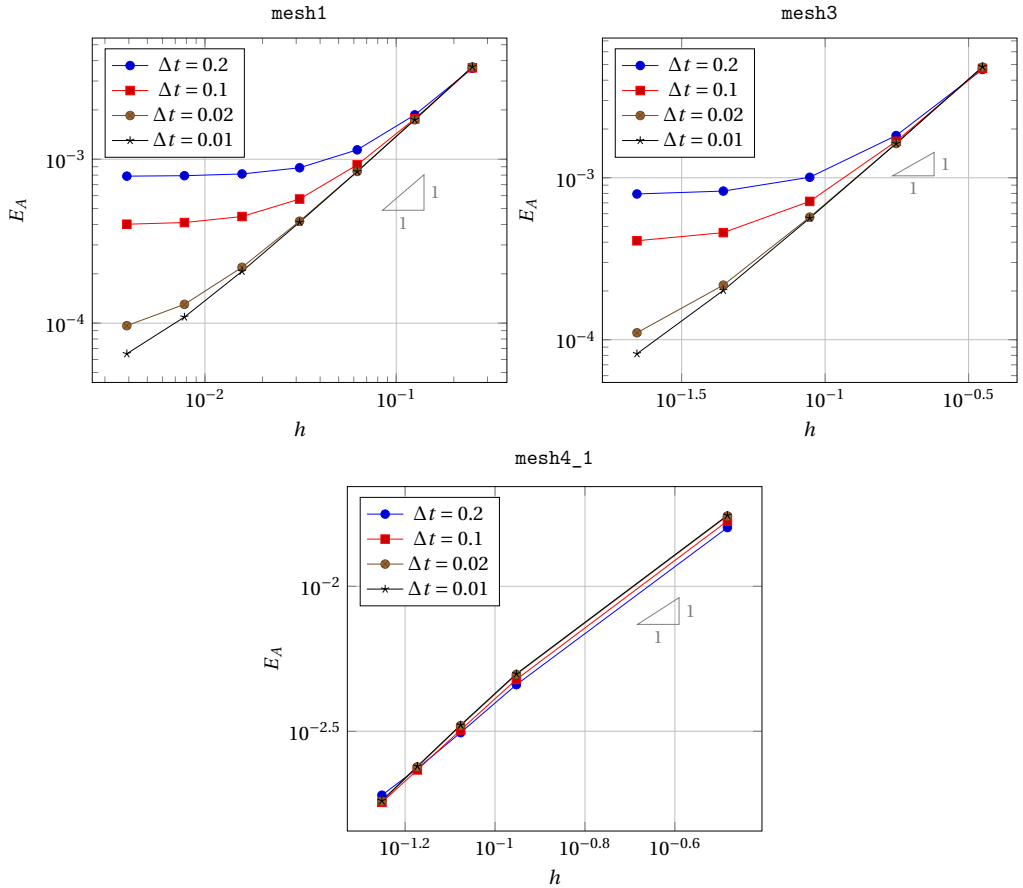 mesh1
Δt = 0.2
Δt = 0.1
Δt = 0.02
Δt = 0.01
10⁻³
10⁻⁴
E_A
1
1
10⁻²
10⁻¹
h
mesh3
Δt = 0.2
Δt = 0.1
Δt = 0.02
Δt = 0.01
10⁻³
10⁻⁴
E_A
1
1
10⁻¹·⁵
10⁻¹
10⁻⁰·⁵
h
mesh4_1
Δt = 0.2
Δt = 0.1
Δt = 0.02
Δt = 0.01
10⁻²
10⁻²·⁵
E_A
1
1
10⁻¹·²
10⁻¹
10⁻⁰·⁸
10⁻⁰·⁶
h